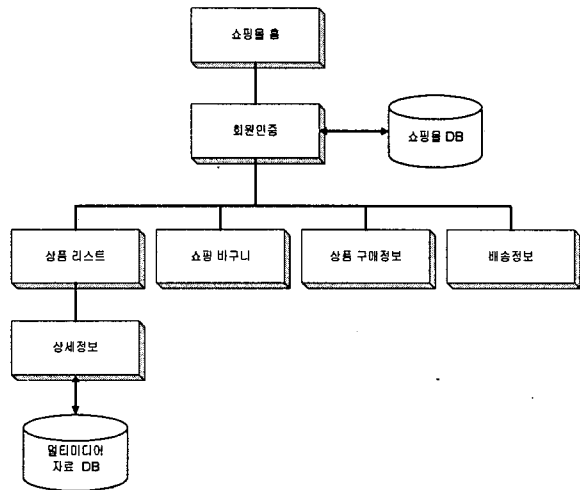 쇼핑몰 홈
회원인증
쇼핑몰 DB
상품 리스트
쇼핑 바구니
상품 구매정보
배송정보
상세정보
멀티미디어
자료 DB